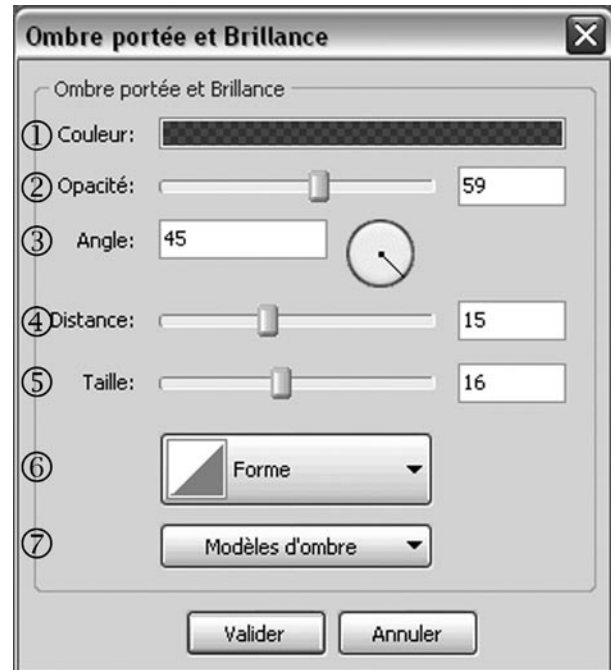 Ombre portée et Brillance
Ombre portée et Brillance
① Couleur:
② Opacité: 59
③ Angle: 45
④ Distance: 15
⑤ Taille: 16
⑥ Forme
⑦ Modèles d'ombre
Valider Annuler